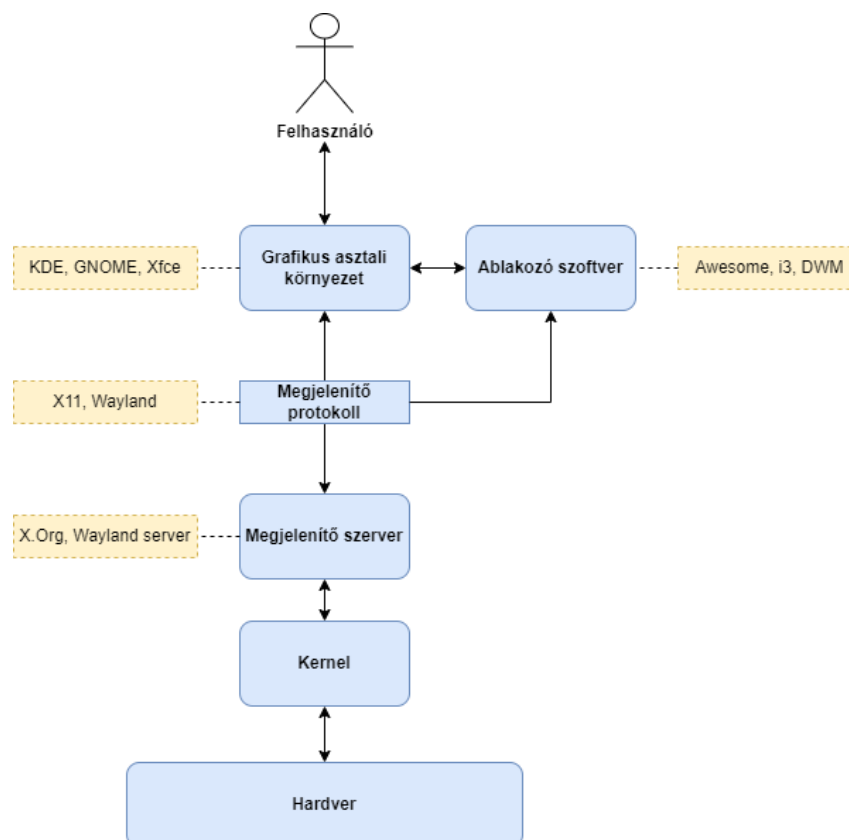 Felhasználó
KDE, GNOME, Xfce
Grafikus asztali
környezet
Ablakozó szoftver
Awesome, i3, DWM
X11, Wayland
Megjelenítő
protokoll
X.Org, Wayland server
Megjelenítő szerver
Kernel
Hardver